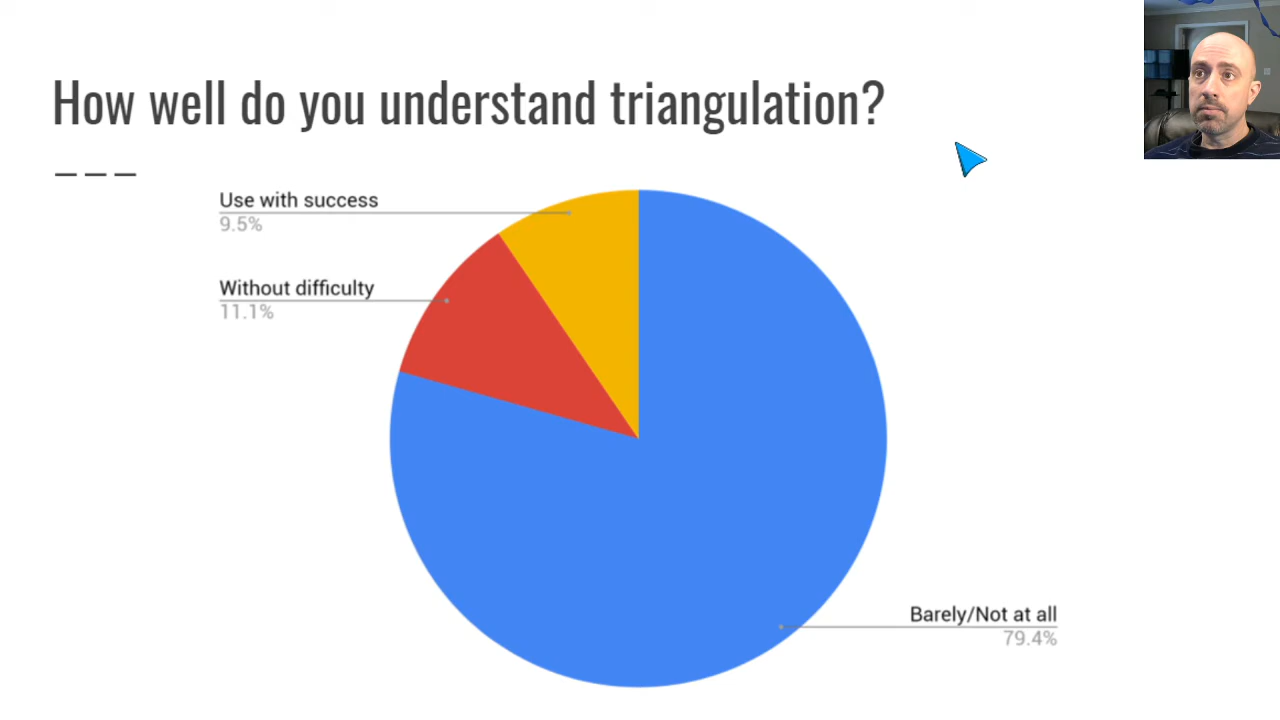 How well do you understand triangulation?
Use with success
9.5%
Without difficulty
11.1%
Barely/Not at all
79.4%